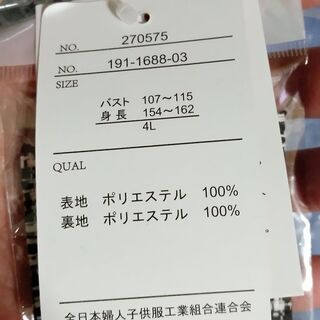 NO. 270575
NO. 191-1688-03
SIZE
バスト 107～115
身長 154～162
4L
QUAL
表地 ポリエステル 100%
裏地 ポリエステル 100%
全日本婦人子供服工業組合連合会